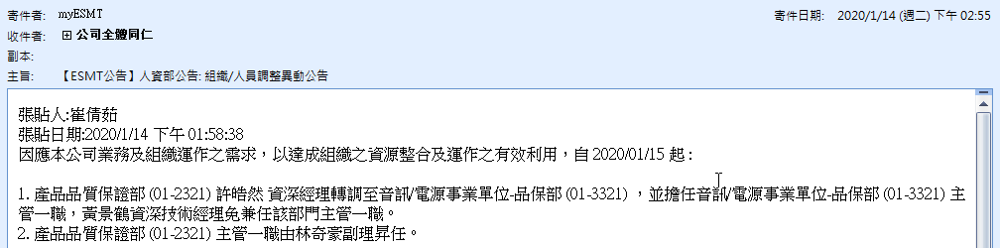 寄件者: myESMT 寄件日期: 2020/1/14 (週二) 下午 02:55
收件者: 公司全體同仁
副本:
主旨: 【ESMT公告】人資部公告: 組織/人員調整異動公告
張貼人:崔倩茹
張貼日期:2020/1/14 下午 01:58:38
因應本公司業務及組織運作之需求，以達成組織之資源整合及運作之有效利用，自 2020/01/15 起 :
1. 產品品質保證部 (01-2321) 許皓然 資深經理轉調至音訊/電源事業單位-品保部 (01-3321) ，並擔任音訊/電源事業單位-品保部 (01-3321) 主
管一職，黃景鶴資深技術經理免兼任該部門主管一職。
2. 產品品質保證部 (01-2321) 主管一職由林奇豪副理昇任。